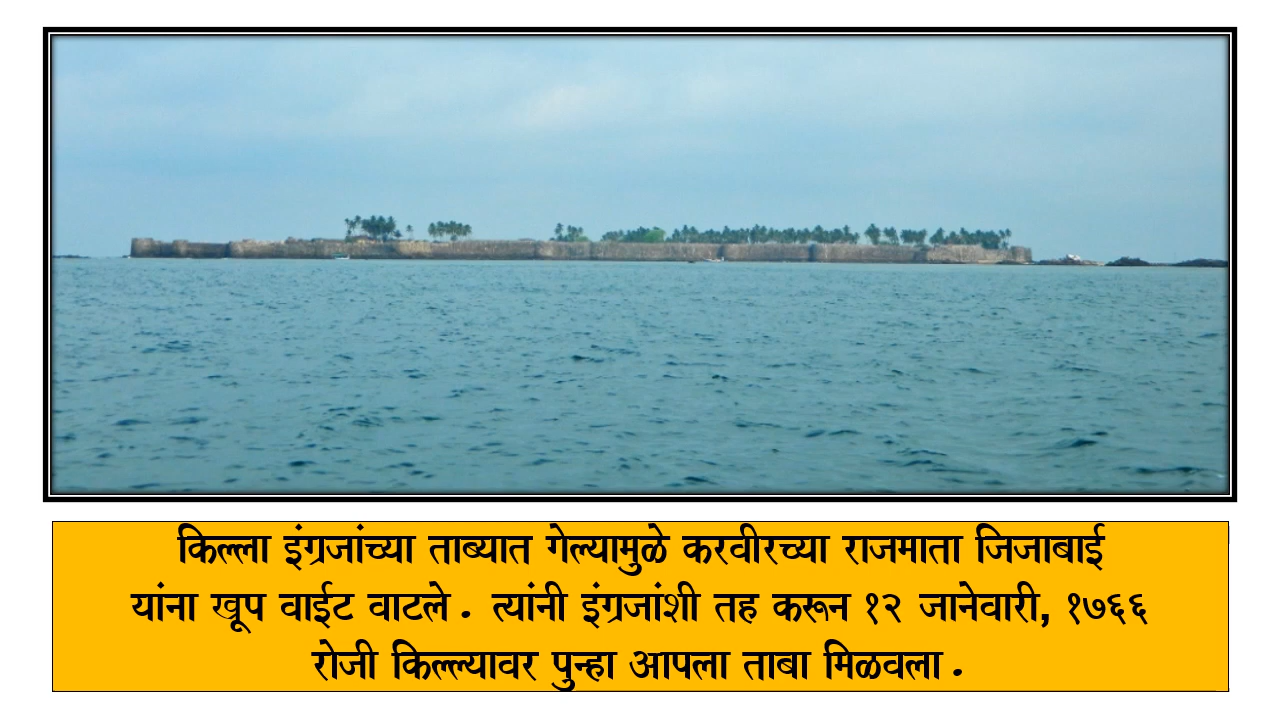 किल्ला इंग्रजांच्या ताब्यात गेल्यामुळे करवीरच्या राजमाता जिजाबाई
यांना खूप वाईट वाटले. त्यांनी इंग्रजांशी तह करून १२ जानेवारी, १७६६
रोजी किल्ल्यावर पुन्हा आपला ताबा मिळवला.